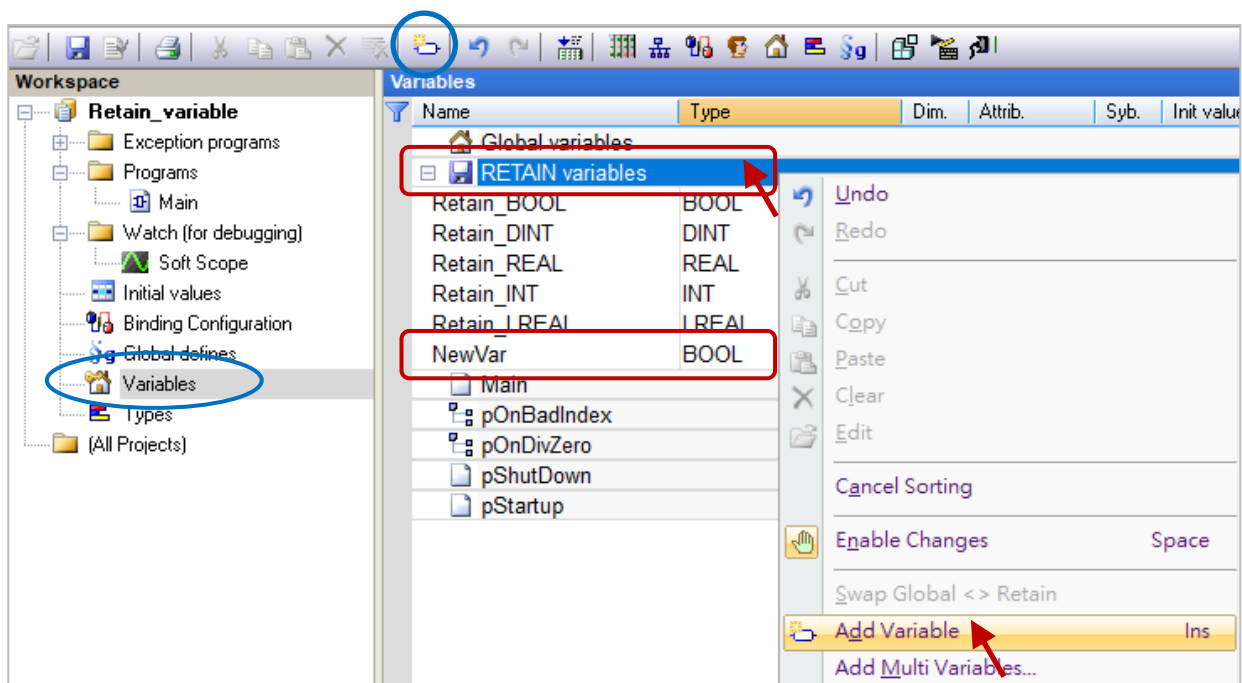 Workspace
Retain_variable
Exception programs
Programs
Main
Watch (for debugging)
Soft Scope
Initial values
Binding Configuration
Global defines
Variables
Types
(All Projects)
Variables
Name Type Dim. Attrib. Syb. Init value
Global variables
RETAIN variables
Retain_BOOL BOOL
Retain_DINT DINT
Retain_REAL REAL
Retain_INT INT
Retain_LREAL LREAL
NewVar BOOL
Main
pOnBadIndex
pOnDivZero
pShutDown
pStartup
Undo
Redo
Cut
Copy
Paste
Clear
Edit
Cancel Sorting
Enable Changes Space
Swap Global <> Retain
Add Variable Ins
Add Multi Variables...